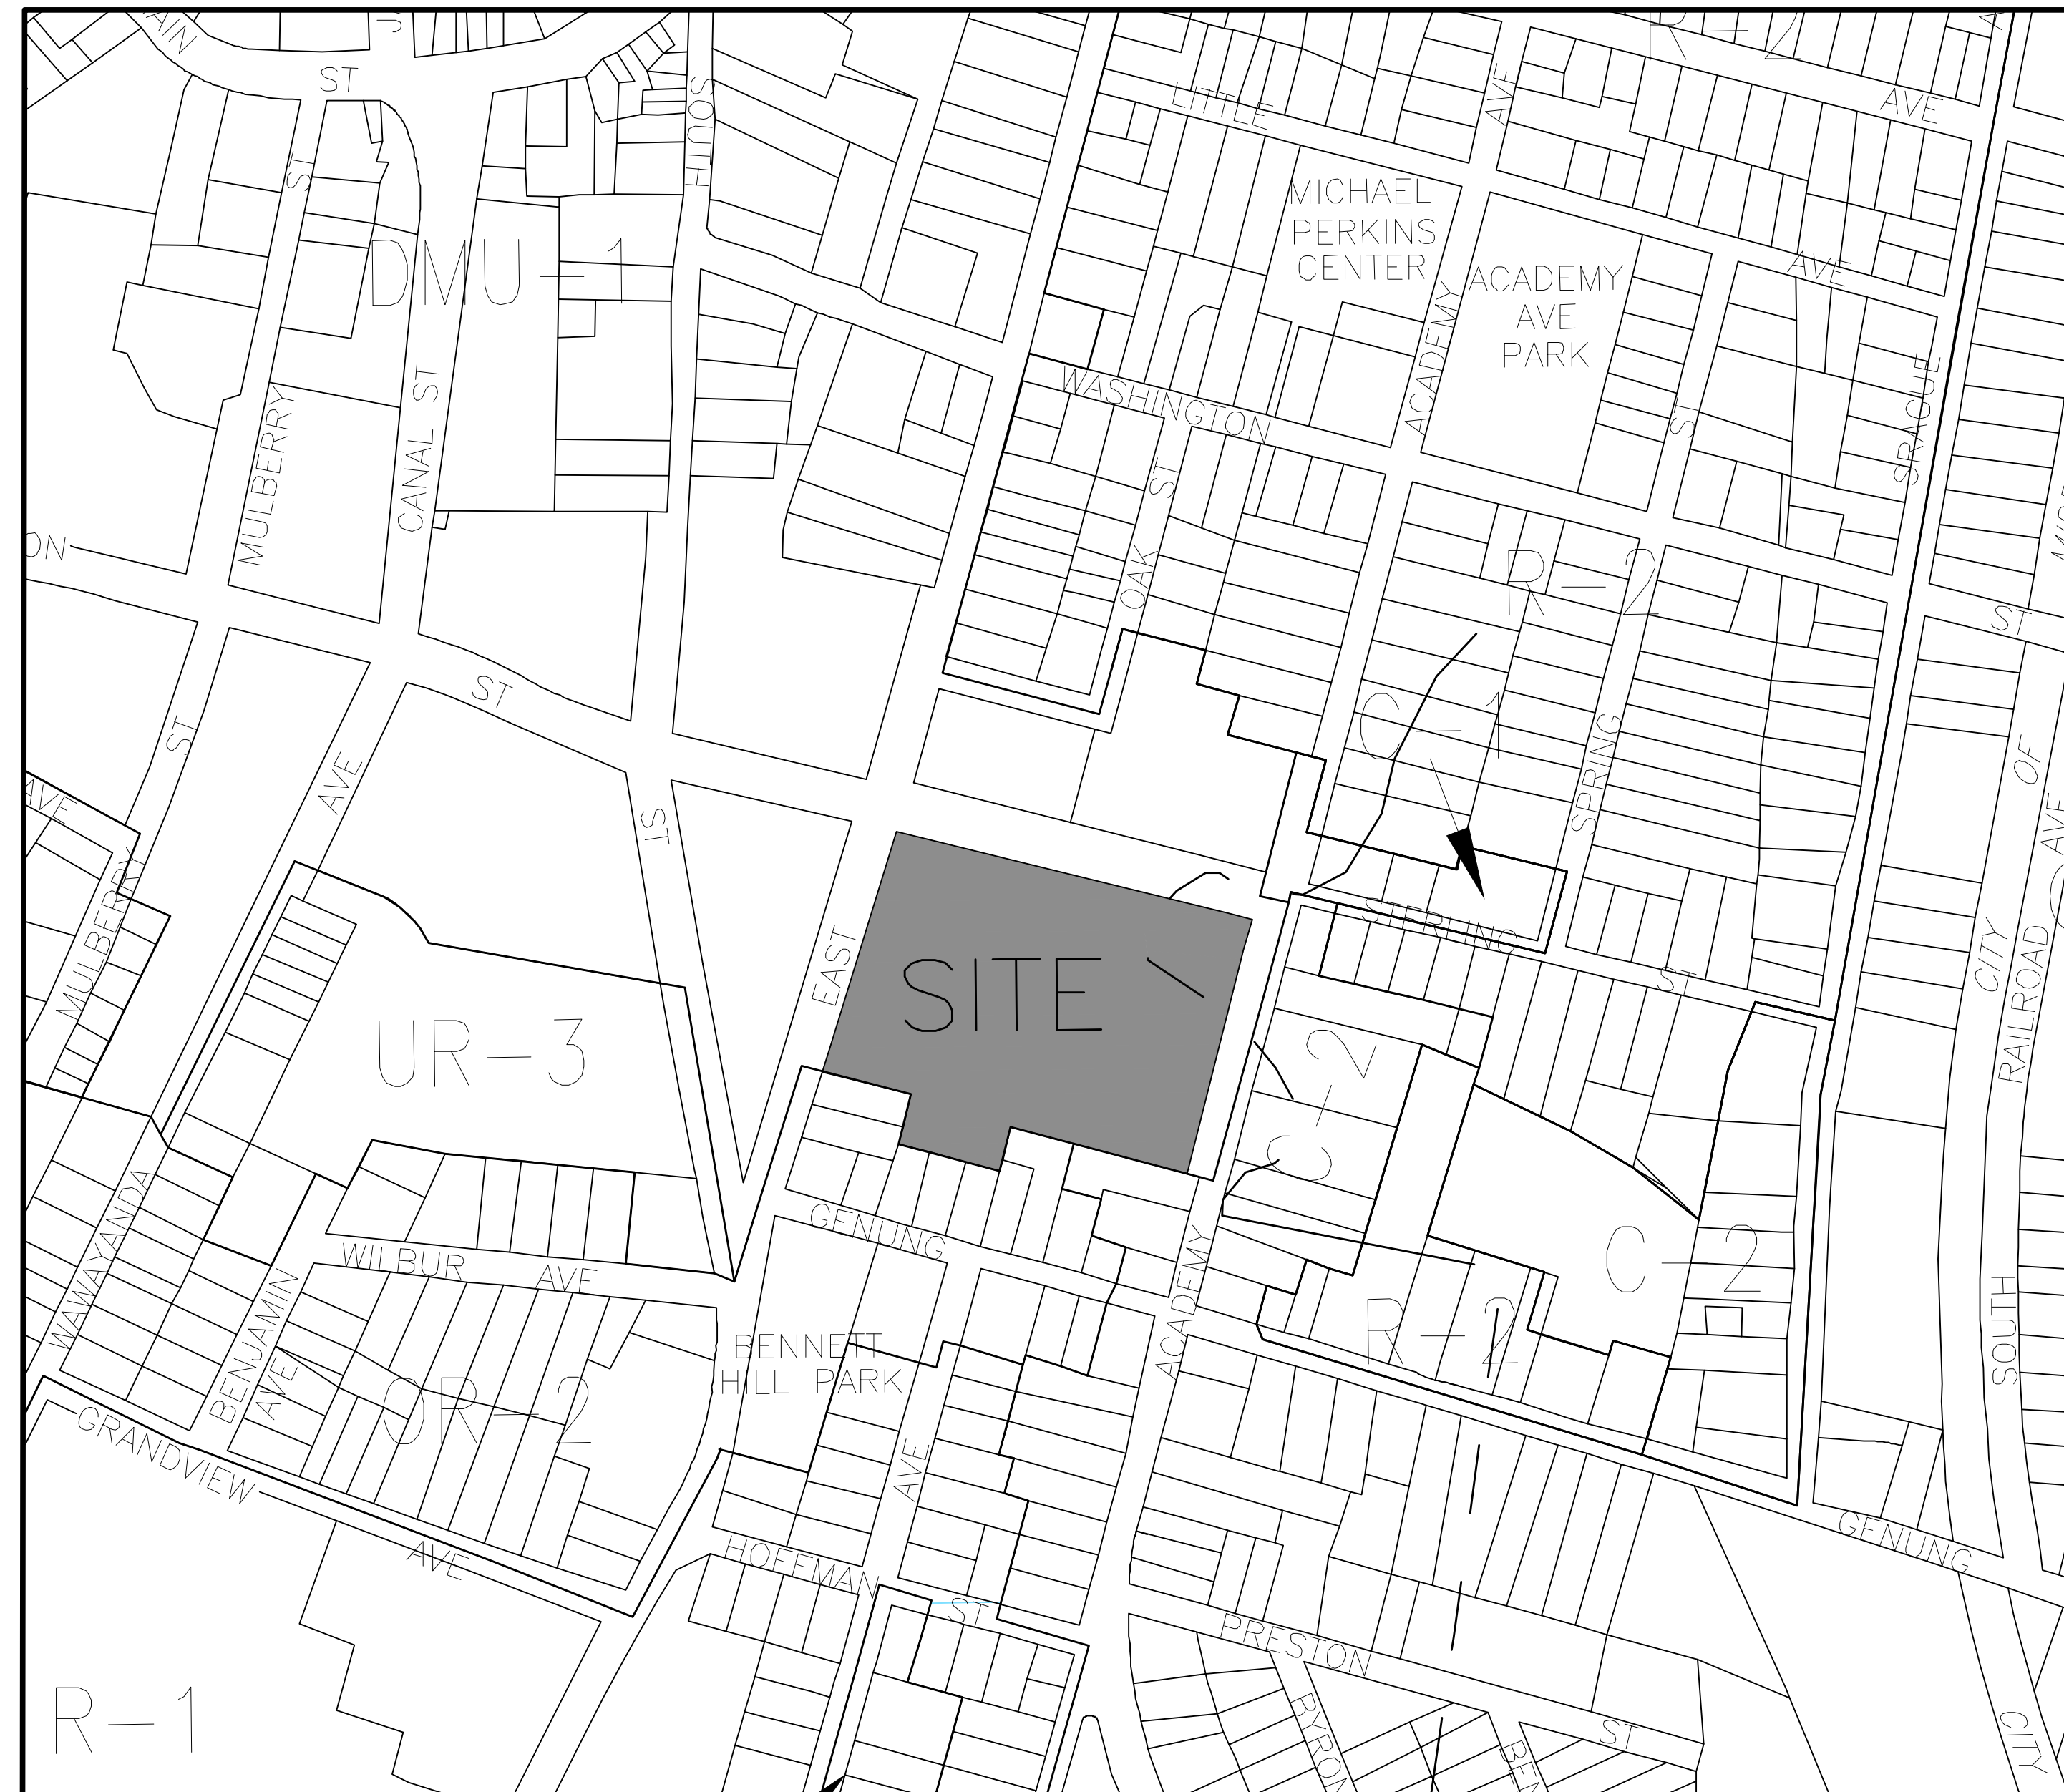 R-2
ST
AVE
AVE
SOUTH
LITTLE
ST
MICHAEL
PERKINS
CENTER
ACADEMY
AVE
PARK
AVE
DMU-1
ACADEMY
SPRAGUE
WASHINGTON
ST
CANAL ST
MULBERRY
ST
OAK
R-2
ST
ST
ST
AVE
C-1
SPRING
OF
ST
AVE
AVE
MULBERRY
STERLING
ST
EAST
SITE
CITY
RAILROAD
UR-3
C-2
WAWAYANDA
GENUNG
WILBUR
AVE
BENJAMIN
AVE
ACADEMY
C-2
R-2
SOUTH
BENNETT
HILL PARK
OR-2
GRANDVIEW
AVE
AVE
GENUNG
HOFFMAN
ST
PRESTON
ST
BYRON
R-1
CITY